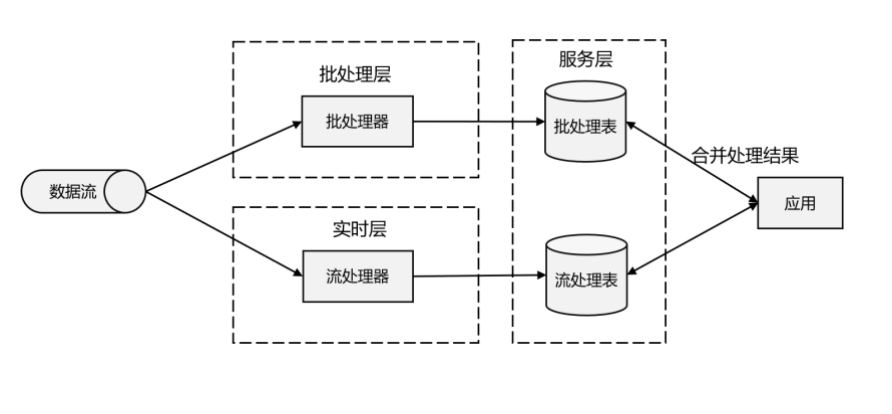 数据流
批处理层
批处理器
实时层
流处理器
服务层
批处理表
流处理表
合并处理结果
应用